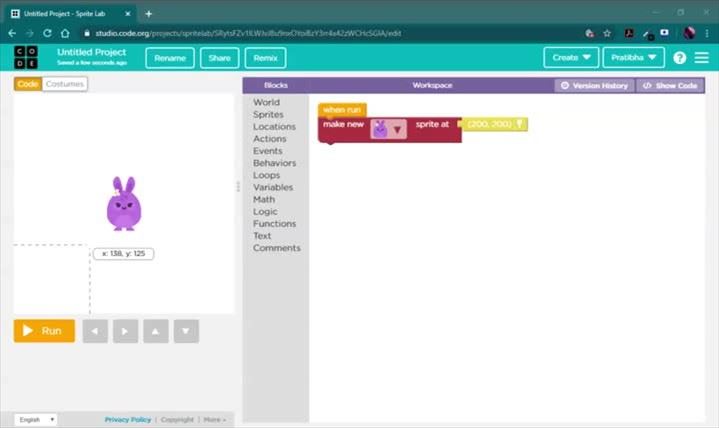 Untitled Project - Sprite Lab
studio.code.org/projects/spritelab/
C O
D E
Untitled Project
Saved a few seconds ago
Rename
Share
Remix
Create
Pratibha
?
Code
Costumes
Blocks
Workspace
Version History
Show Code
World
Sprites
Locations
Actions
Events
Behaviors
Loops
Variables
Math
Logic
Functions
Text
Comments
when run
make new
sprite at
(200, 200)
x: 138, y: 125
Run
English
Privacy Policy | Copyright | More